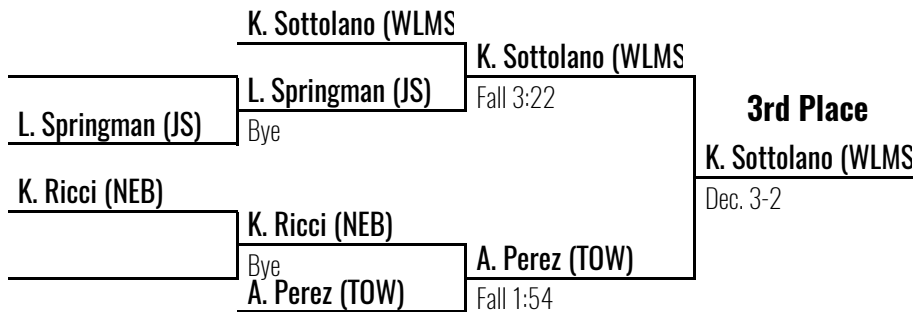 K. Sottolano (WLMS
K. Sottolano (WLMS
L. Springman (JS)
Fall 3:22
L. Springman (JS)
Bye
3rd Place
K. Sottolano (WLMS
Dec. 3-2
K. Ricci (NEB)
K. Ricci (NEB)
Bye
A. Perez (TOW)
A. Perez (TOW)
Fall 1:54